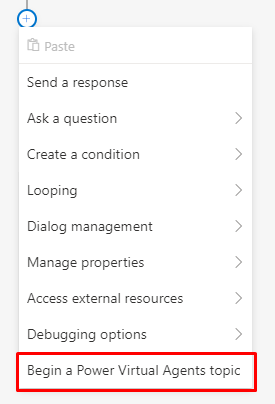 Paste
Send a response
Ask a question
Create a condition
Looping
Dialog management
Manage properties
Access external resources
Debugging options
Begin a Power Virtual Agents topic